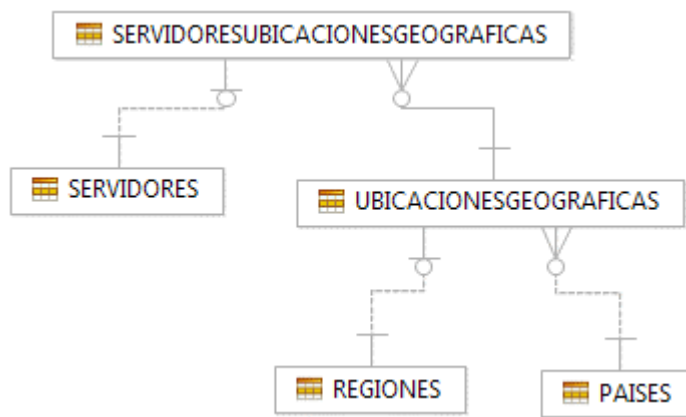 SERVIDORESUBICACIONESGEOGRAFICAS
SERVIDORES
UBICACIONESGEOGRAFICAS
REGIONES
PAISES